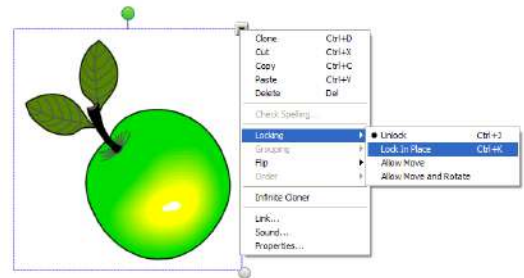 Clone Ctrl+D
Cut Ctrl+X
Copy Ctrl+C
Paste Ctrl+V
Delete Del
Check Spelling...
Locking
Grouping
Flip
Order
Infinite Cloner
Link...
Sound...
Properties...
Unlock Ctrl+J
Lock In Place Ctrl+K
Allow Move
Allow Move and Rotate